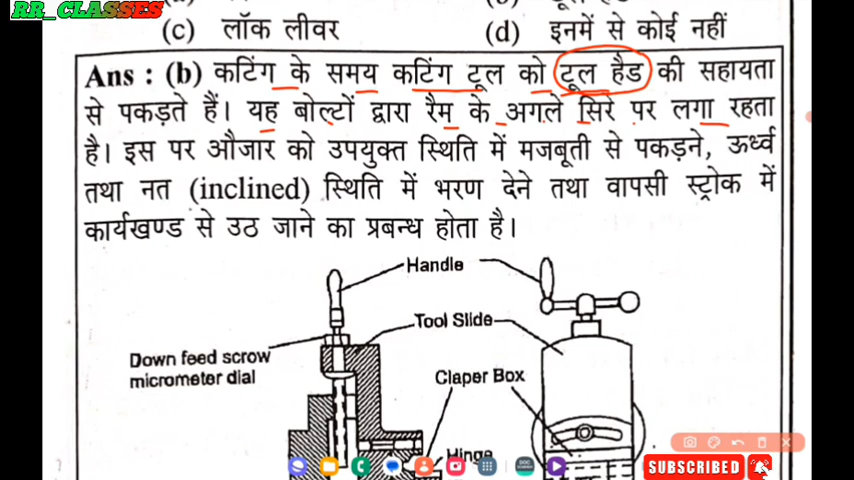 RR_CLASSES
(c) लॉक लीवर (d) इनमें से कोई नहीं
Ans : (b) कटिंग के समय कटिंग टूल को टूल हैड की सहायता
से पकड़ते हैं। यह बोल्टों द्वारा रैम के अगले सिरे पर लगा रहता
है। इस पर औजार को उपयुक्त स्थिति में मजबूती से पकड़ने, ऊर्ध्व
तथा नत (inclined) स्थिति में भरण देने तथा वापसी स्ट्रोक में
कार्यखण्ड से उठ जाने का प्रबन्ध होता है।
Handle
Tool Slide
Down feed screw
micrometer dial
Claper Box
Hinge
SUBSCRIBED